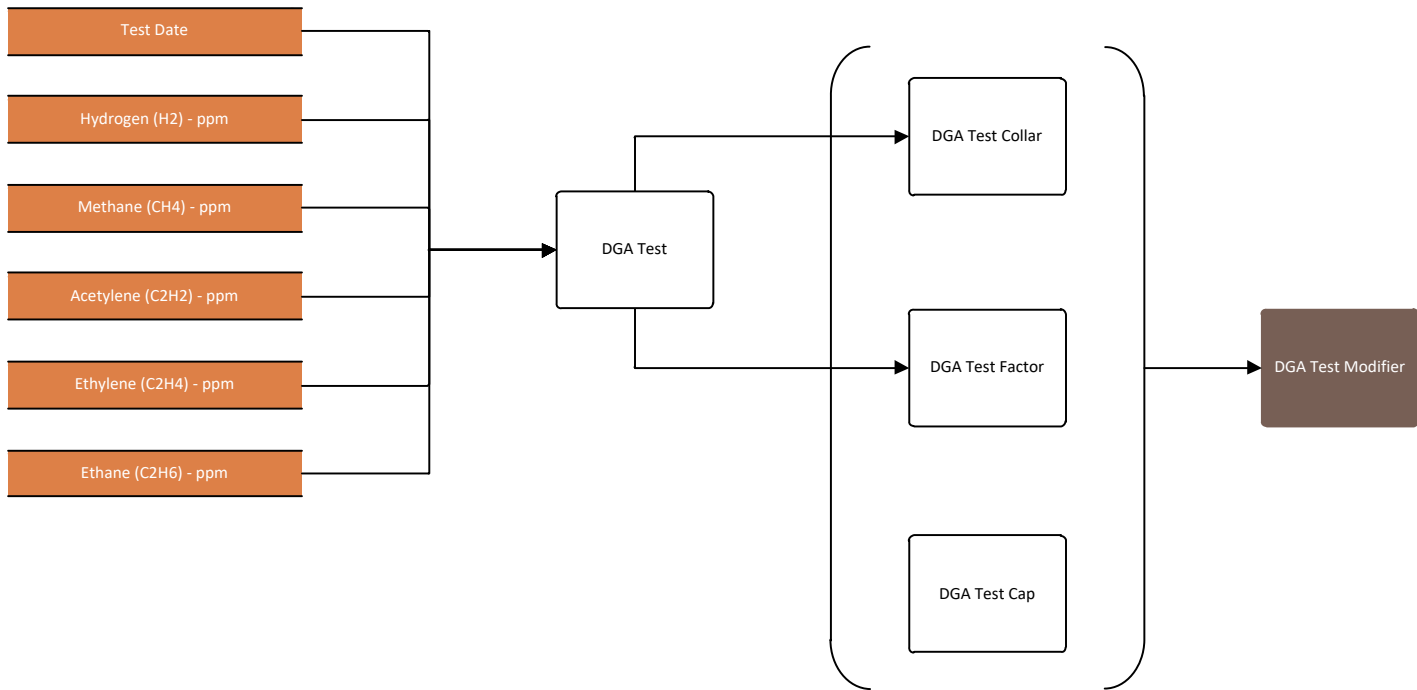 Test Date
Hydrogen (H2) - ppm
Methane (CH4) - ppm
Acetylene (C2H2) - ppm
Ethylene (C2H4) - ppm
Ethane (C2H6) - ppm
DGA Test
DGA Test Collar
DGA Test Factor
DGA Test Cap
DGA Test Modifier